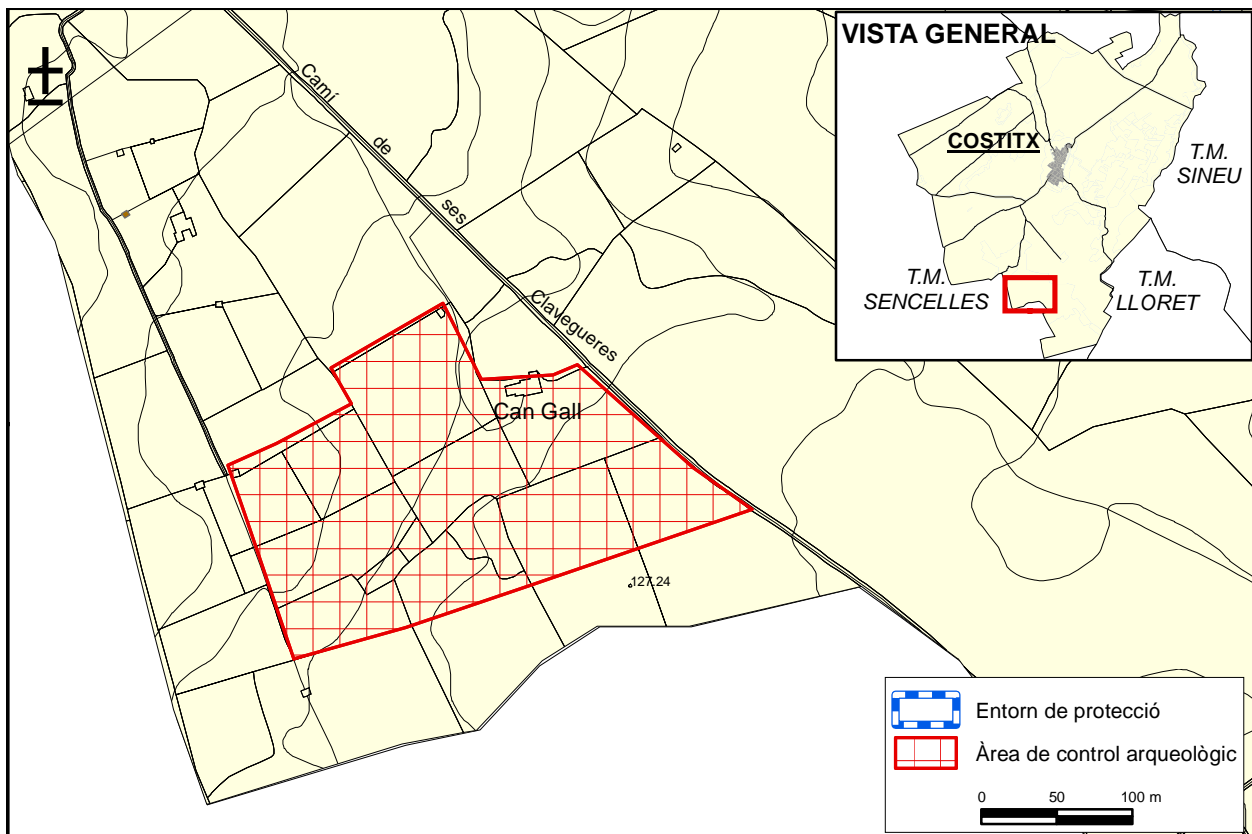 VISTA GENERAL
COSTITX
T.M.
SINEU
T.M.
SENCELLES
T.M.
LLORET
Camí
de
ses
Clavegueres
Can Gall
127.24
Entorn de protecció
Àrea de control arqueològic
0 50 100 m